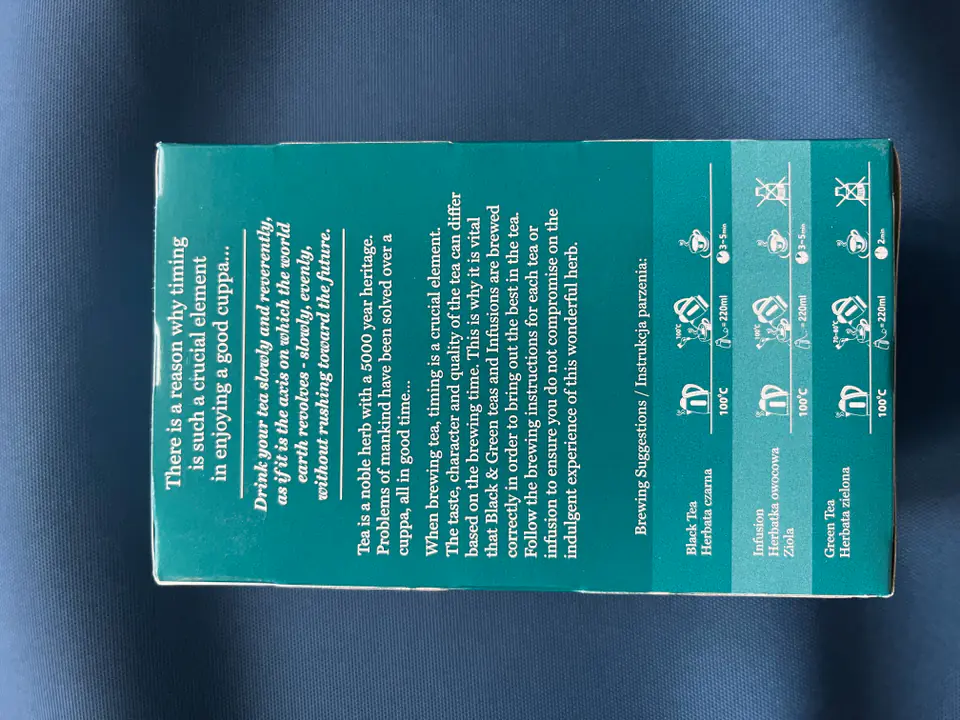 There is a reason why timing
is such a crucial element
in enjoying a good cuppa...
Drink your tea slowly and reverently,
as if it is the axis on which the world
earth revolves - slowly, evenly,
without rushing toward the future.
Tea is a noble herb with a 5000 year heritage.
Problems of mankind have been solved over a
cuppa, all in good time...
When brewing tea, timing is a crucial element.
The taste, character and quality of the tea can differ
based on the brewing time. This is why it is vital
that Black & Green teas and Infusions are brewed
correctly in order to bring out the best in the tea.
Follow the brewing instructions for each tea or
infusion to ensure you do not compromise on the
indulgent experience of this wonderful herb.
Brewing Suggestions / Instrukcja parzenia:
Black Tea
Herbata czarna
100°C
100°C
=220ml
3-5min
Infusion
Herbatka owocowa
Zioła
100°C
100°C
=220ml
3-5min
Green Tea
Herbata zielona
100°C
70-80°C
=220ml
2min